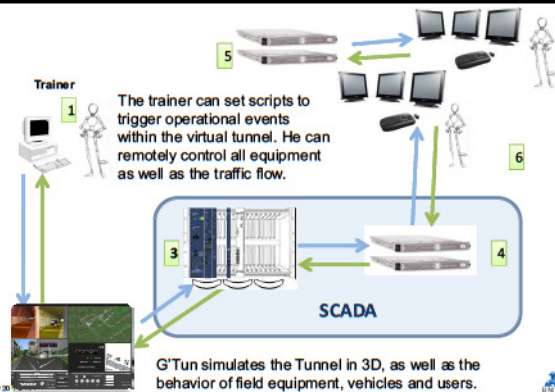 5
Trainer
1
The trainer can set scripts to
trigger operational events
within the virtual tunnel. He can
remotely control all equipment
as well as the traffic flow.
6
3
4
SCADA
G'Tun simulates the Tunnel in 3D, as well as the
behavior of field equipment, vehicles and users.
20